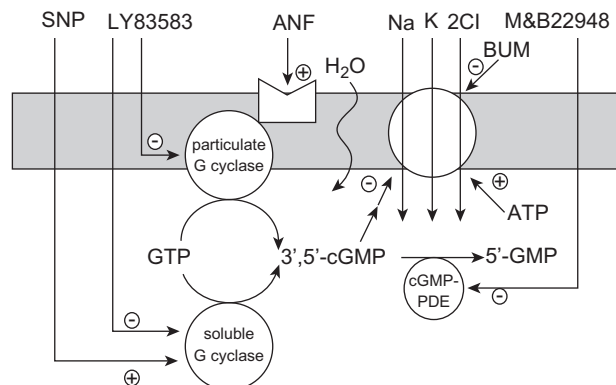 SNP LY83583 ANF Na K 2Cl M&B22948
BUM
H2O
particulate
G cyclase
ATP
GTP 3',5'-cGMP 5'-GMP
cGMP-
PDE
soluble
G cyclase